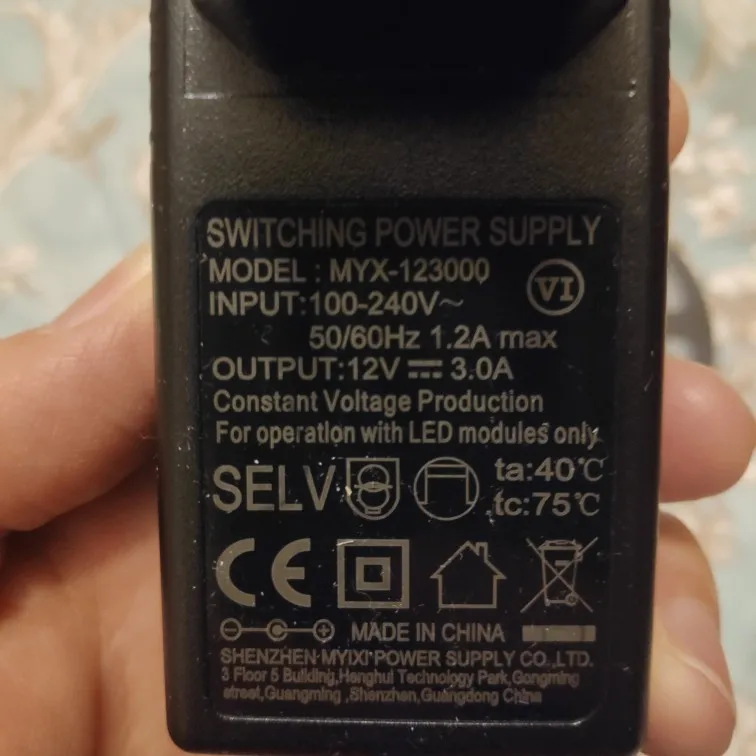 SWITCHING POWER SUPPLY
MODEL : MYX-123000
VI
INPUT:100-240V~
50/60Hz 1.2A max
OUTPUT:12V ⎓ 3.0A
Constant Voltage Production
For operation with LED modules only
SELV
ta:40℃
.tc:75℃
CE
MADE IN CHINA
SHENZHEN MYIXI POWER SUPPLY CO.,LTD.
3 Floor 5 Building,Henghui Technology Park,Gongming
street,Guangming ,Shenzhen,Guangdong China